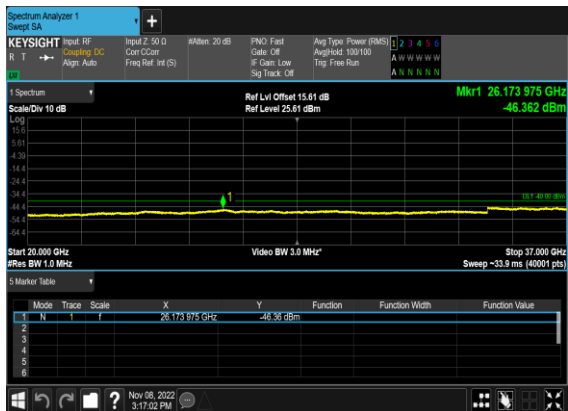 Spectrum Analyzer 1
Swept SA
KEYSIGHT Input: RF Input Z: 50 Ω #Atten: 20 dB PNO: Fast Avg Type: Power (RMS) 1 2 3 4 5 6
R T Coupling: DC Corr CCorr Gate: Off Avg|Hold: 100/100 A W W W W W
Align: Auto Freq Ref: Int (S) IF Gain: Low Trig: Free Run
Sig Track: Off A N N N N N
1 Spectrum Ref Lvl Offset 15.61 dB Mkr1 26.173 975 GHz
Scale/Div 10 dB Ref Level 25.61 dBm -46.362 dBm
Log
15.6
5.61
-4.39
-14.4
-24.4
-34.4
1
DL1 -40.00 dBm
-44.4
-54.4
-64.4
Start 20.000 GHz Video BW 3.0 MHz* Stop 37.000 GHz
#Res BW 1.0 MHz Sweep ~33.9 ms (40001 pts)
5 Marker Table
Mode Trace Scale X Y Function Function Width Function Value
1 N 1 f 26.173 975 GHz -46.36 dBm
2
3
4
5
6
? Nov 08, 2022
3:17:02 PM